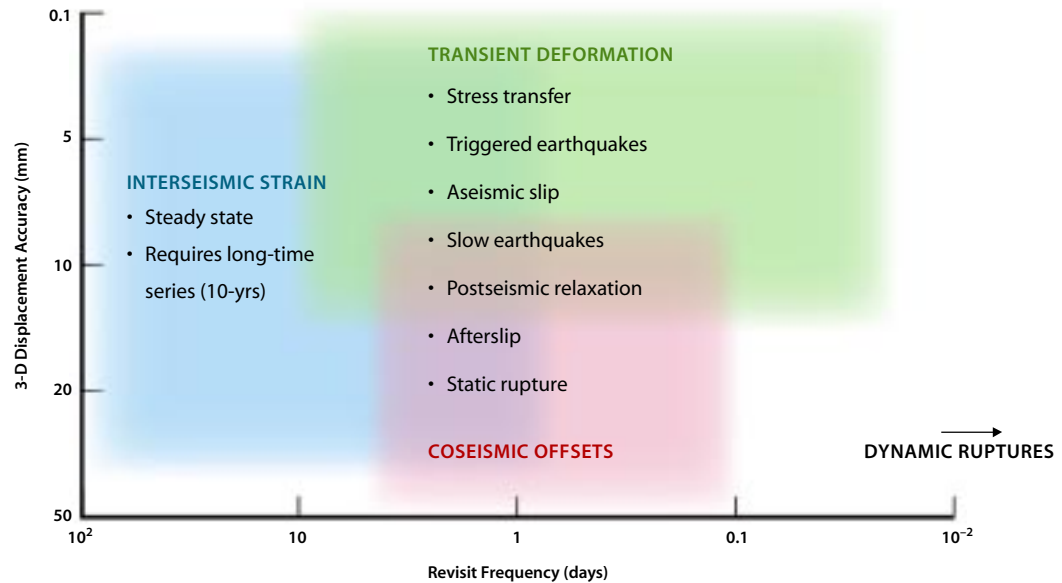 0.1
5
10
20
50
3-D Displacement Accuracy (mm)
INTERSEISMIC STRAIN
• Steady state
• Requires long-time
series (10-yrs)
TRANSIENT DEFORMATION
• Stress transfer
• Triggered earthquakes
• Aseismic slip
• Slow earthquakes
• Postseismic relaxation
• Afterslip
• Static rupture
COSEISMIC OFFSETS
DYNAMIC RUPTURES
10²
10
1
0.1
10⁻²
Revisit Frequency (days)